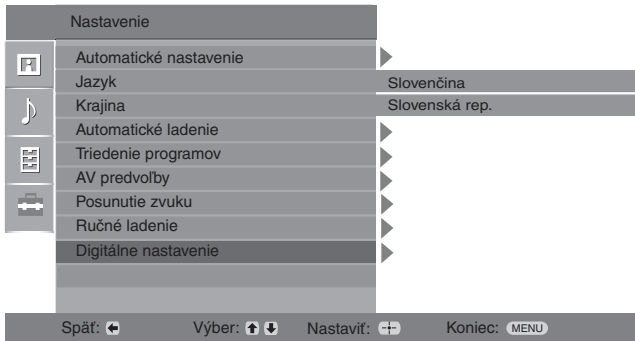 Nastavenie
Automatické nastavenie
Jazyk Slovenčina
Krajina Slovenská rep.
Automatické ladenie
Triedenie programov
AV predvoľby
Posunutie zvuku
Ručné ladenie
Digitálne nastavenie
Späť: Výber: Nastaviť: Koniec: MENU